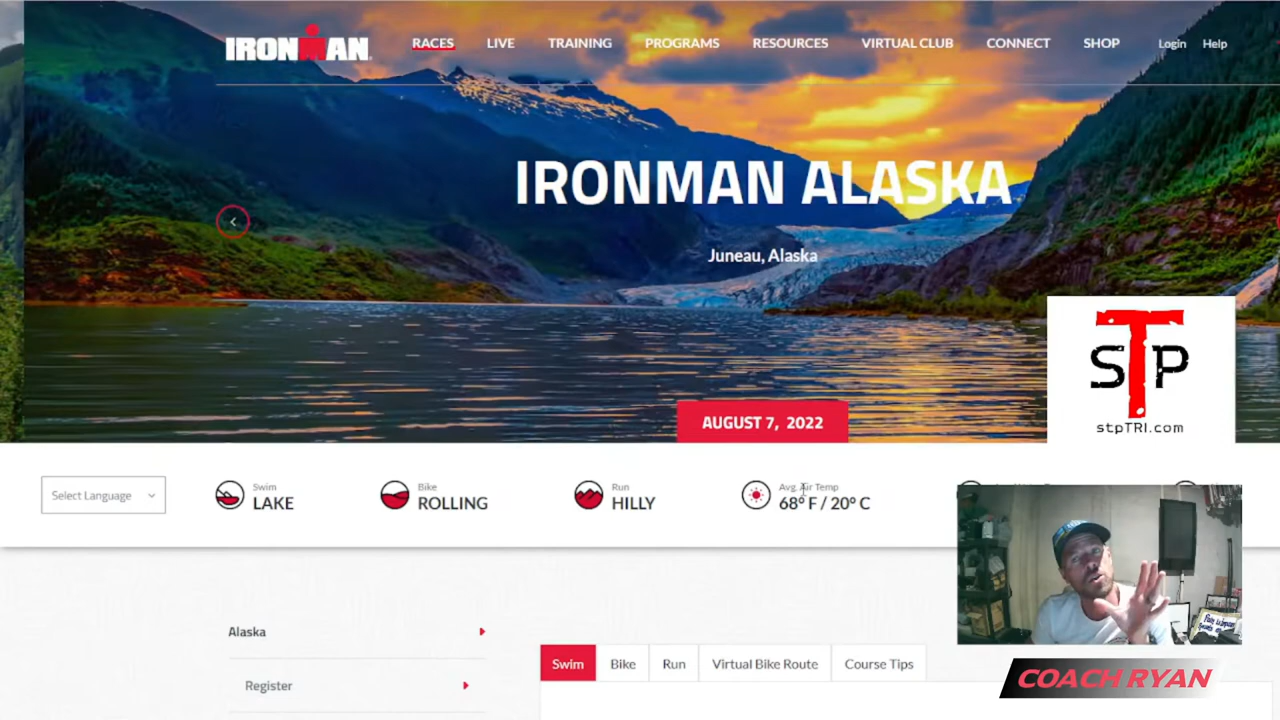 IRONMAN
RACES
LIVE
TRAINING
PROGRAMS
RESOURCES
VIRTUAL CLUB
CONNECT
SHOP
Login
Help
IRONMAN ALASKA
Juneau, Alaska
STP
stpTRI.com
AUGUST 7, 2022
Select Language
Swim
LAKE
Bike
ROLLING
Run
HILLY
Avg. Air Temp
68º F / 20º C
Alaska
Register
Swim
Bike
Run
Virtual Bike Route
Course Tips
COACH RYAN